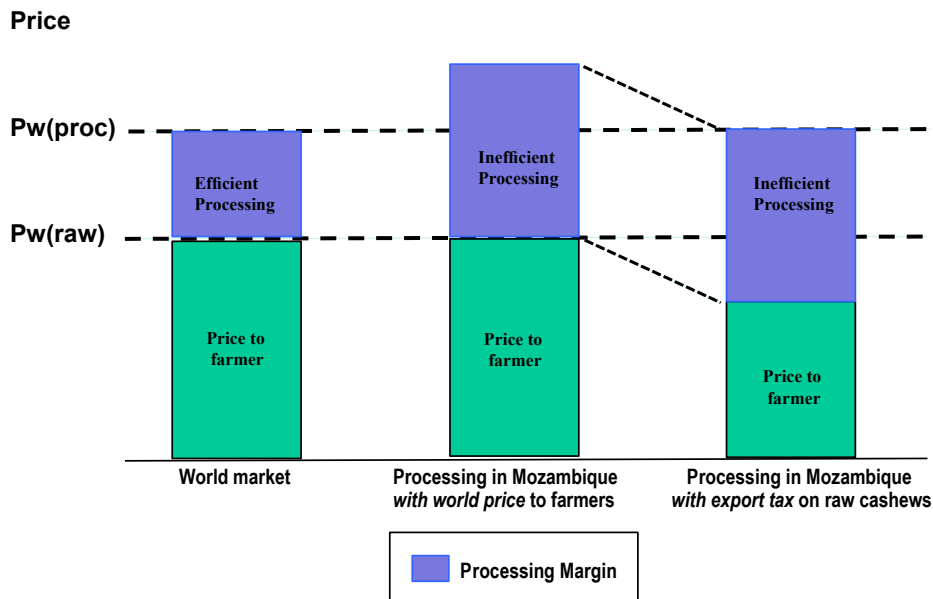 Price
Pw(proc)
Efficient
Processing
Inefficient
Processing
Inefficient
Processing
Pw(raw)
Price to
farmer
Price to
farmer
Price to
farmer
World market
Processing in Mozambique
with world price to farmers
Processing in Mozambique
with export tax on raw cashews
Processing Margin